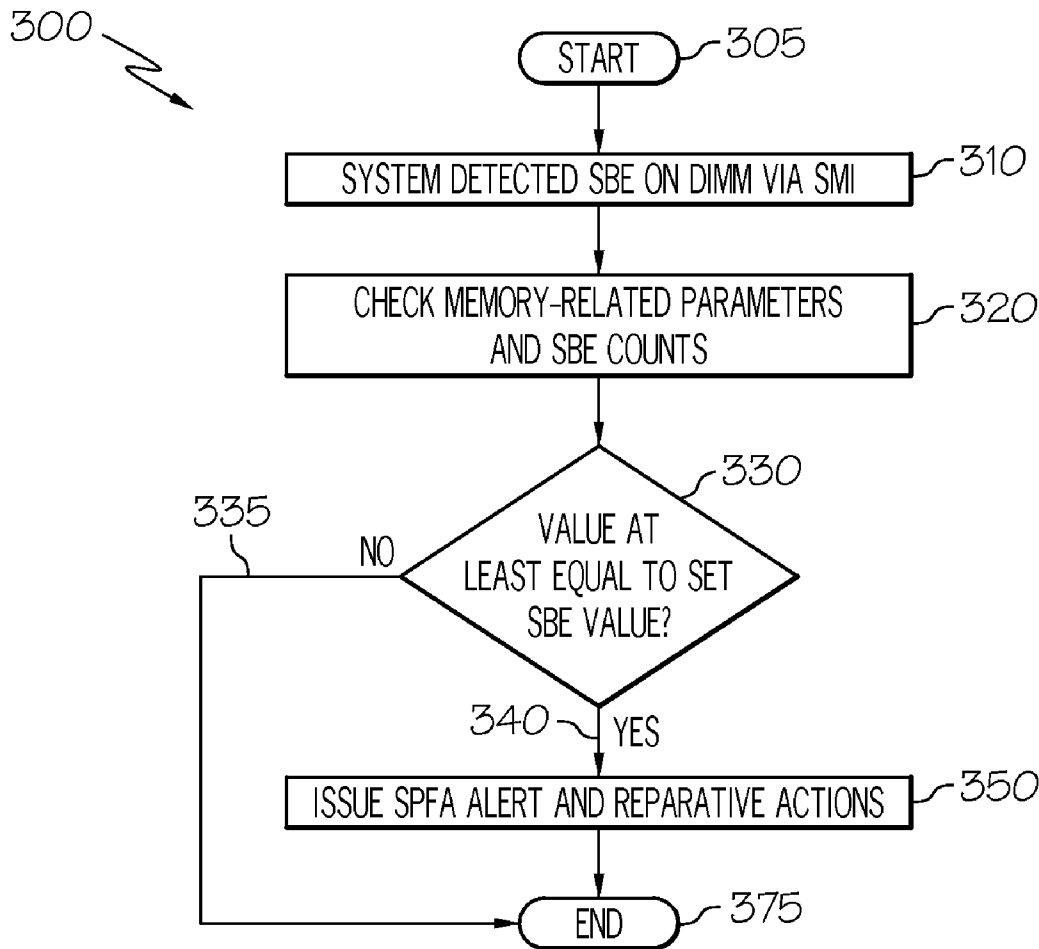 300
START
305
SYSTEM DETECTED SBE ON DIMM VIA SMI
310
CHECK MEMORY-RELATED PARAMETERS
AND SBE COUNTS
320
330
VALUE AT
LEAST EQUAL TO SET
SBE VALUE?
335
NO
340
YES
ISSUE SPFA ALERT AND REPARATIVE ACTIONS
350
END
375